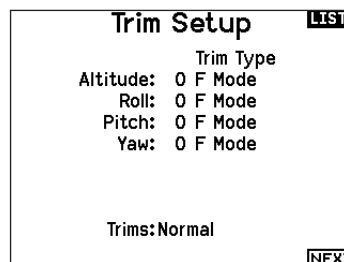 Trim Setup
LIST
Trim Type
Altitude: 0 F Mode
Roll: 0 F Mode
Pitch: 0 F Mode
Yaw: 0 F Mode
Trims:Normal
NEXT